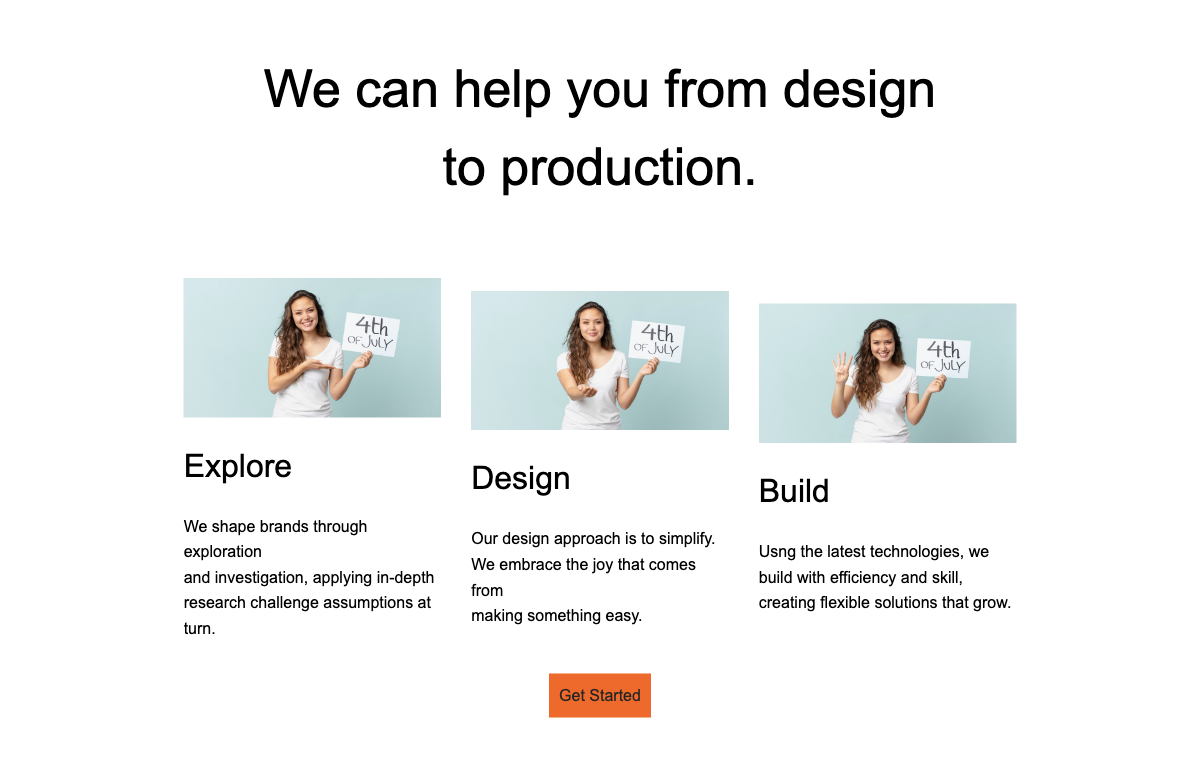 We can help you from design
to production.
4th
OF JULY
4th
OF JULY
4th
OF JULY
Explore
We shape brands through
exploration
and investigation, applying in-depth
research challenge assumptions at
turn.
Design
Our design approach is to simplify.
We embrace the joy that comes
from
making something easy.
Build
Usng the latest technologies, we
build with efficiency and skill,
creating flexible solutions that grow.
Get Started